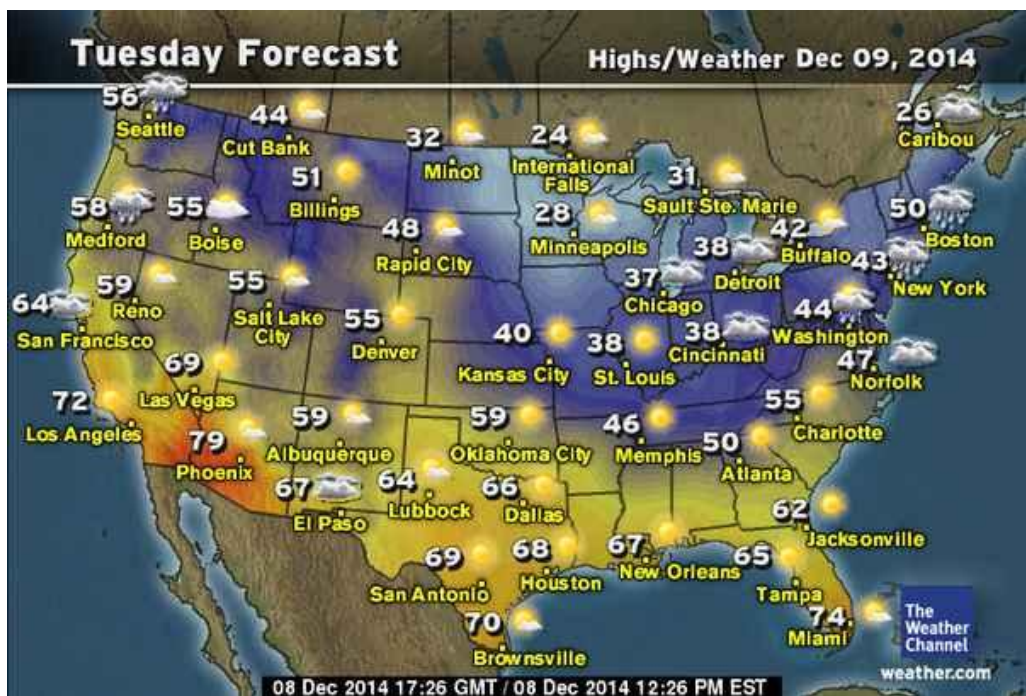 Tuesday Forecast
Highs/Weather Dec 09, 2014
56
Seattle
44
Cut Bank
32
Minot
24
International
Falls
26
Caribou
51
Billings
31
Sault Ste. Marie
58
Medford
55
Boise
48
Rapid City
28
Minneapolis
42
Buffalo
50
Boston
38
Detroit
43
New York
59
Reno
55
Salt Lake
City
37
Chicago
64
San Francisco
55
Denver
40
Kansas City
38
St. Louis
38
Cincinnati
44
Washington
47
Norfolk
69
Las Vegas
72
Los Angeles
79
Phoenix
59
Albuquerque
59
Oklahoma City
46
Memphis
50
Atlanta
55
Charlotte
67
El Paso
64
Lubbock
66
Dallas
62
Jacksonville
69
San Antonio
68
Houston
67
New Orleans
65
Tampa
70
Brownsville
74
Miami
The
Weather
Channel
weather.com
08 Dec 2014 17:26 GMT / 08 Dec 2014 12:26 PM EST